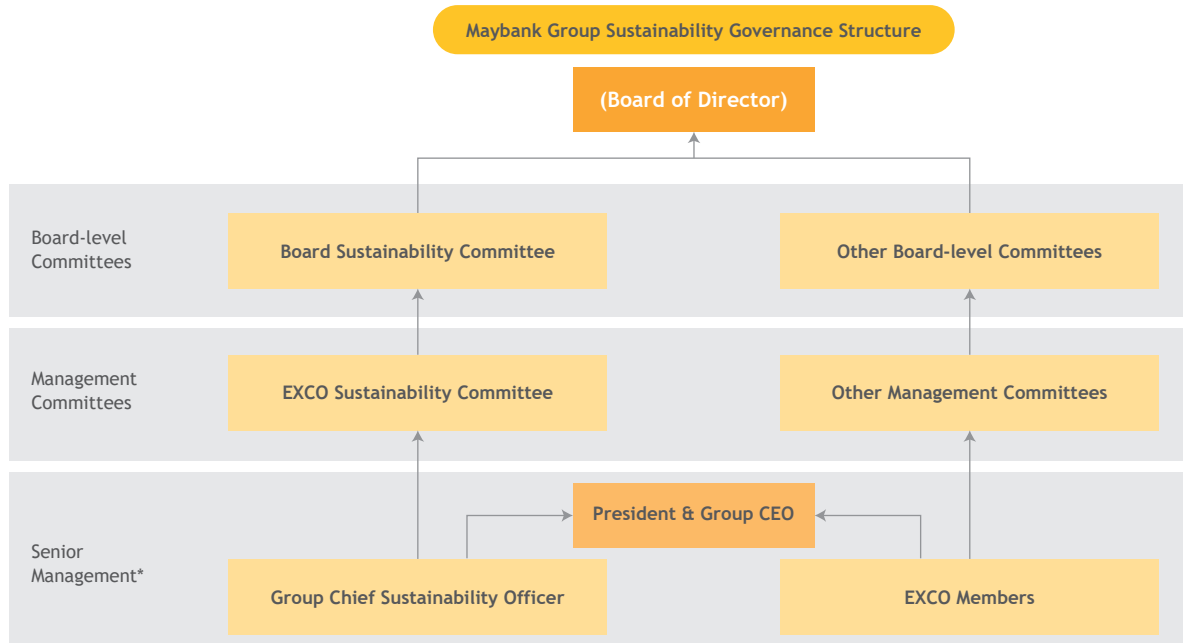 Maybank Group Sustainability Governance Structure
(Board of Director)
Board-level
Committees
Board Sustainability Committee
Other Board-level Committees
Management
Committees
EXCO Sustainability Committee
Other Management Committees
President & Group CEO
Senior
Management*
Group Chief Sustainability Officer
EXCO Members